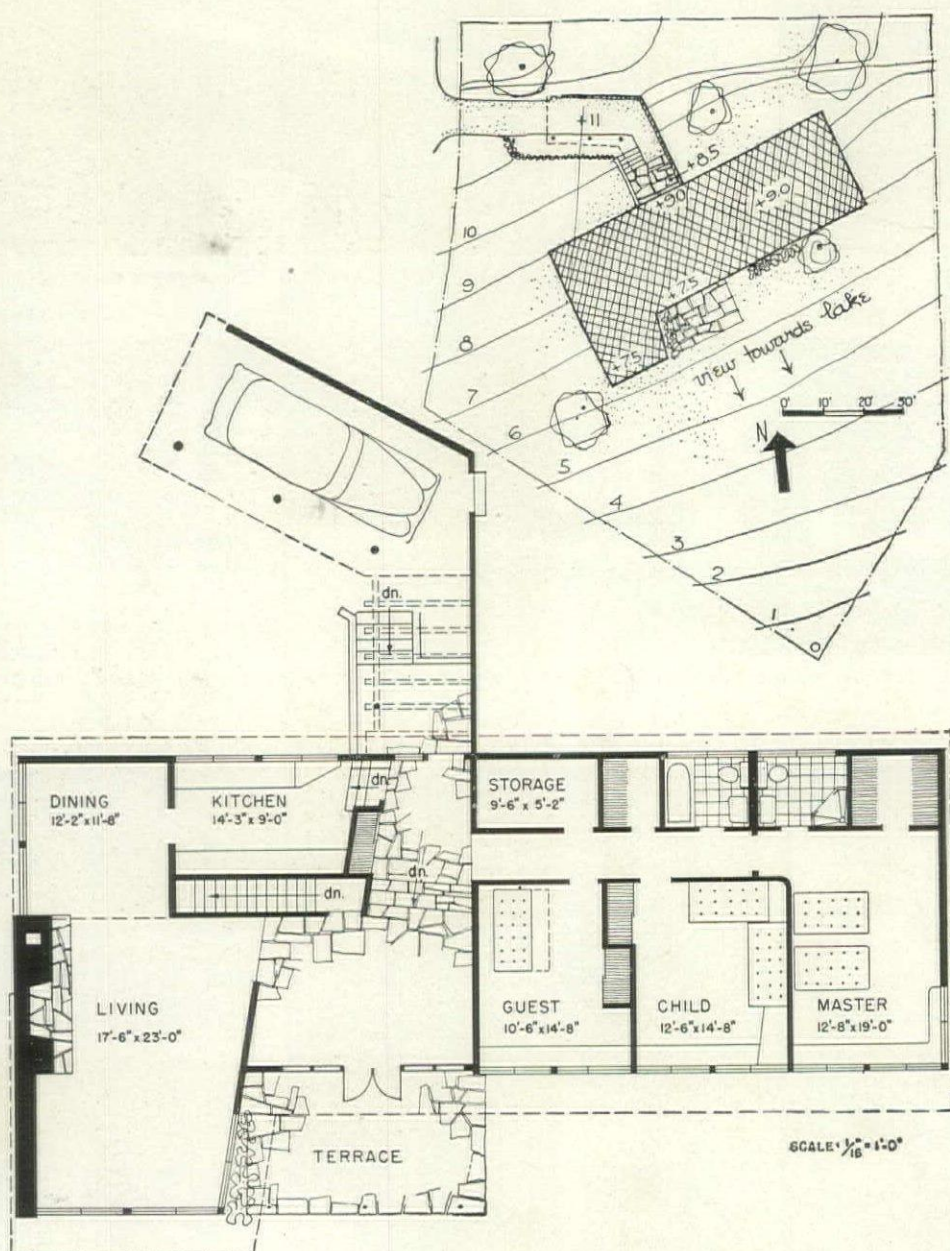 +11
+8.5
+9.0
+9.0
10
9
+7.5
8
+7.5
view towards lake
7
0' 10' 20' 30'
6
N
5
4
3
2
1
0
dn.
dn.
STORAGE
9'-6" x 5'-2"
DINING
12'-2" x 11'-8"
KITCHEN
14'-3" x 9'-0"
dn.
dn.
LIVING
17'-6" x 23'-0"
GUEST
10'-6" x 14'-8"
CHILD
12'-6" x 14'-8"
MASTER
12'-8" x 19'-0"
TERRACE
SCALE: 1/16" = 1'-0"